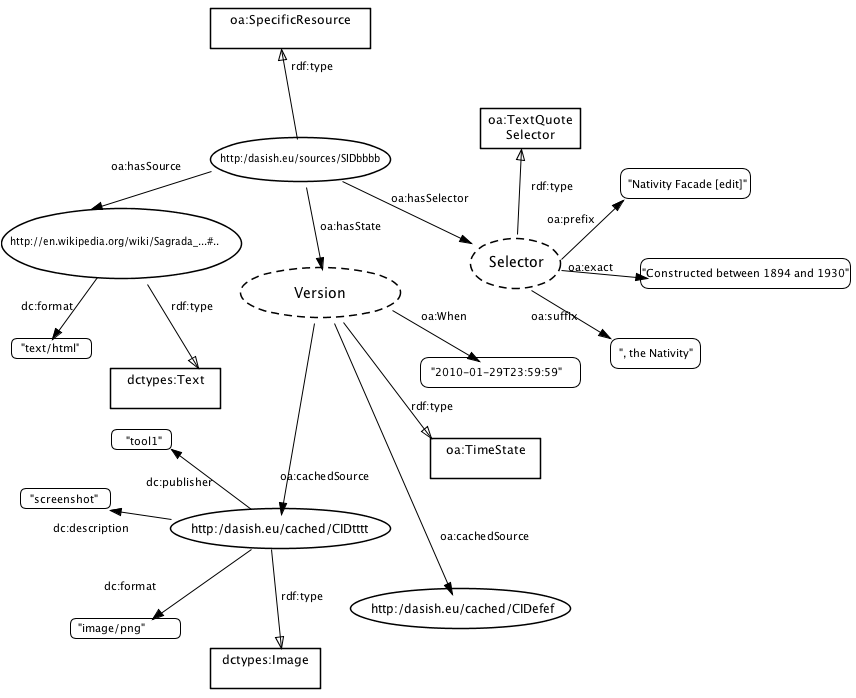 oa:SpecificResource
rdf:type
oa:TextQuote
Selector
http:/dasish.eu/sources/SIDbbbb
oa:hasSource
rdf:type
"Nativity Facade [edit]"
oa:hasSelector
oa:prefix
oa:hasState
http://en.wikipedia.org/wiki/Sagrada_...#..
Selector
oa:exact
"Constructed between 1894 and 1930"
Version
dc:format
rdf:type
oa:When
oa:suffix
"text/html"
", the Nativity"
dctypes:Text
"2010-01-29T23:59:59"
rdf:type
"tool1"
oa:TimeState
oa:cachedSource
dc:publisher
"screenshot"
dc:description
http:/dasish.eu/cached/CIDtttt
oa:cachedSource
dc:format
rdf:type
http:/dasish.eu/cached/CIDefef
"image/png"
dctypes:Image